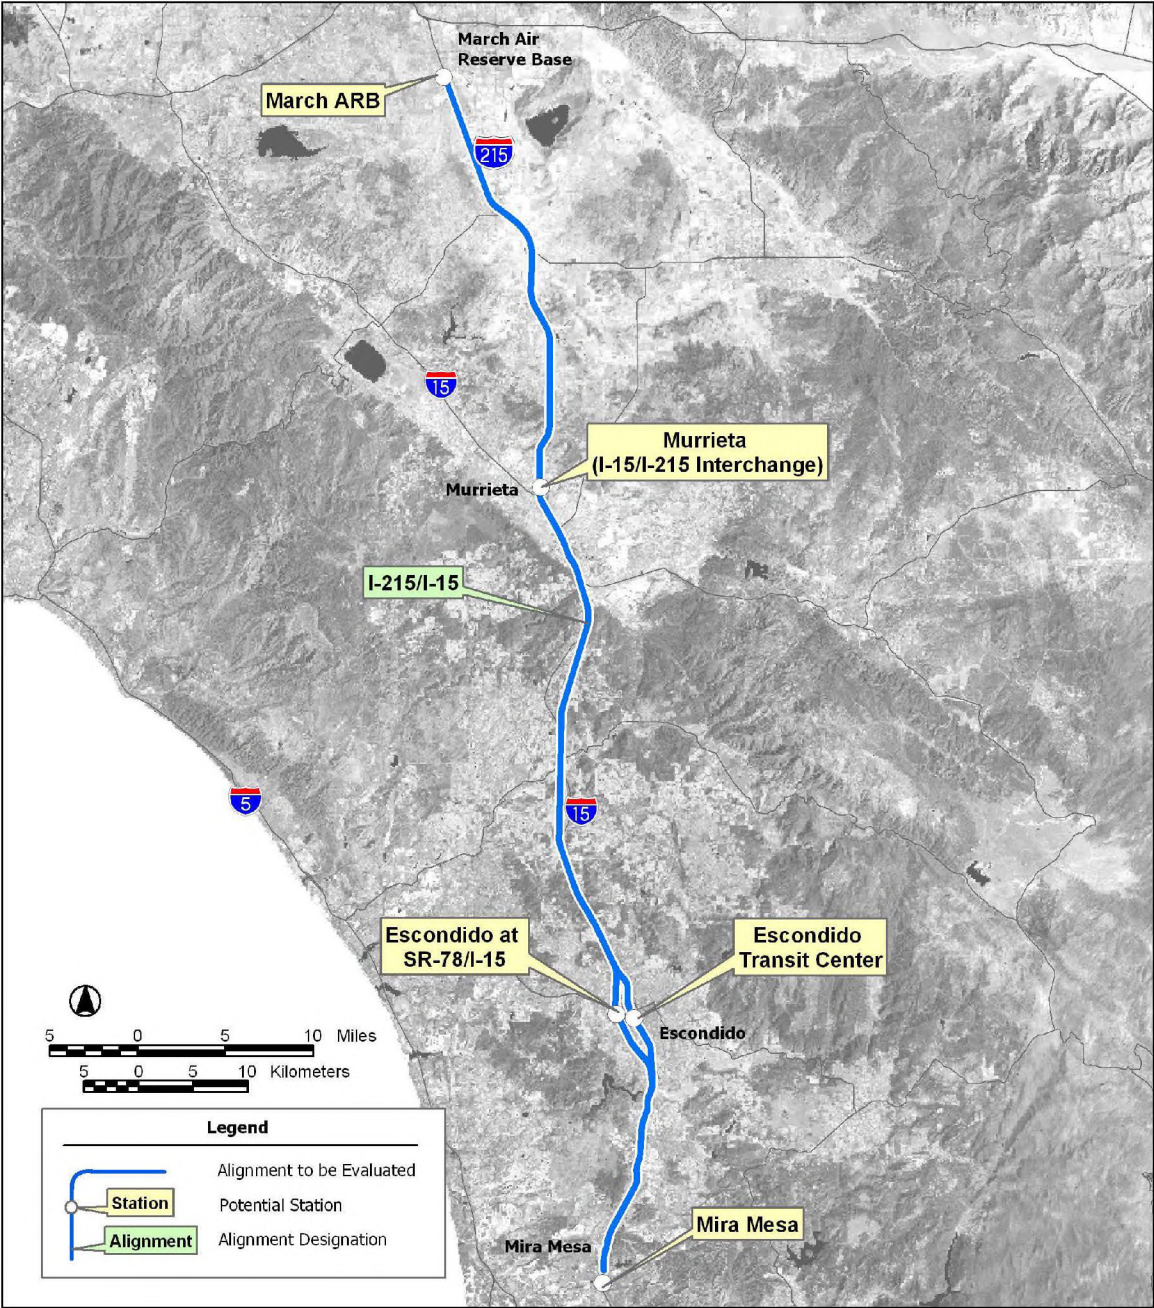 March Air
Reserve Base
March ARB
215
15
Murrieta
(I-15/I-215 Interchange)
Murrieta
I-215/I-15
5
15
Escondido at
SR-78/I-15
Escondido
Transit Center
Escondido
5 0 5 10 Miles
5 0 5 10 Kilometers
Legend
Alignment to be Evaluated
Station Potential Station
Alignment Alignment Designation
Mira Mesa
Mira Mesa